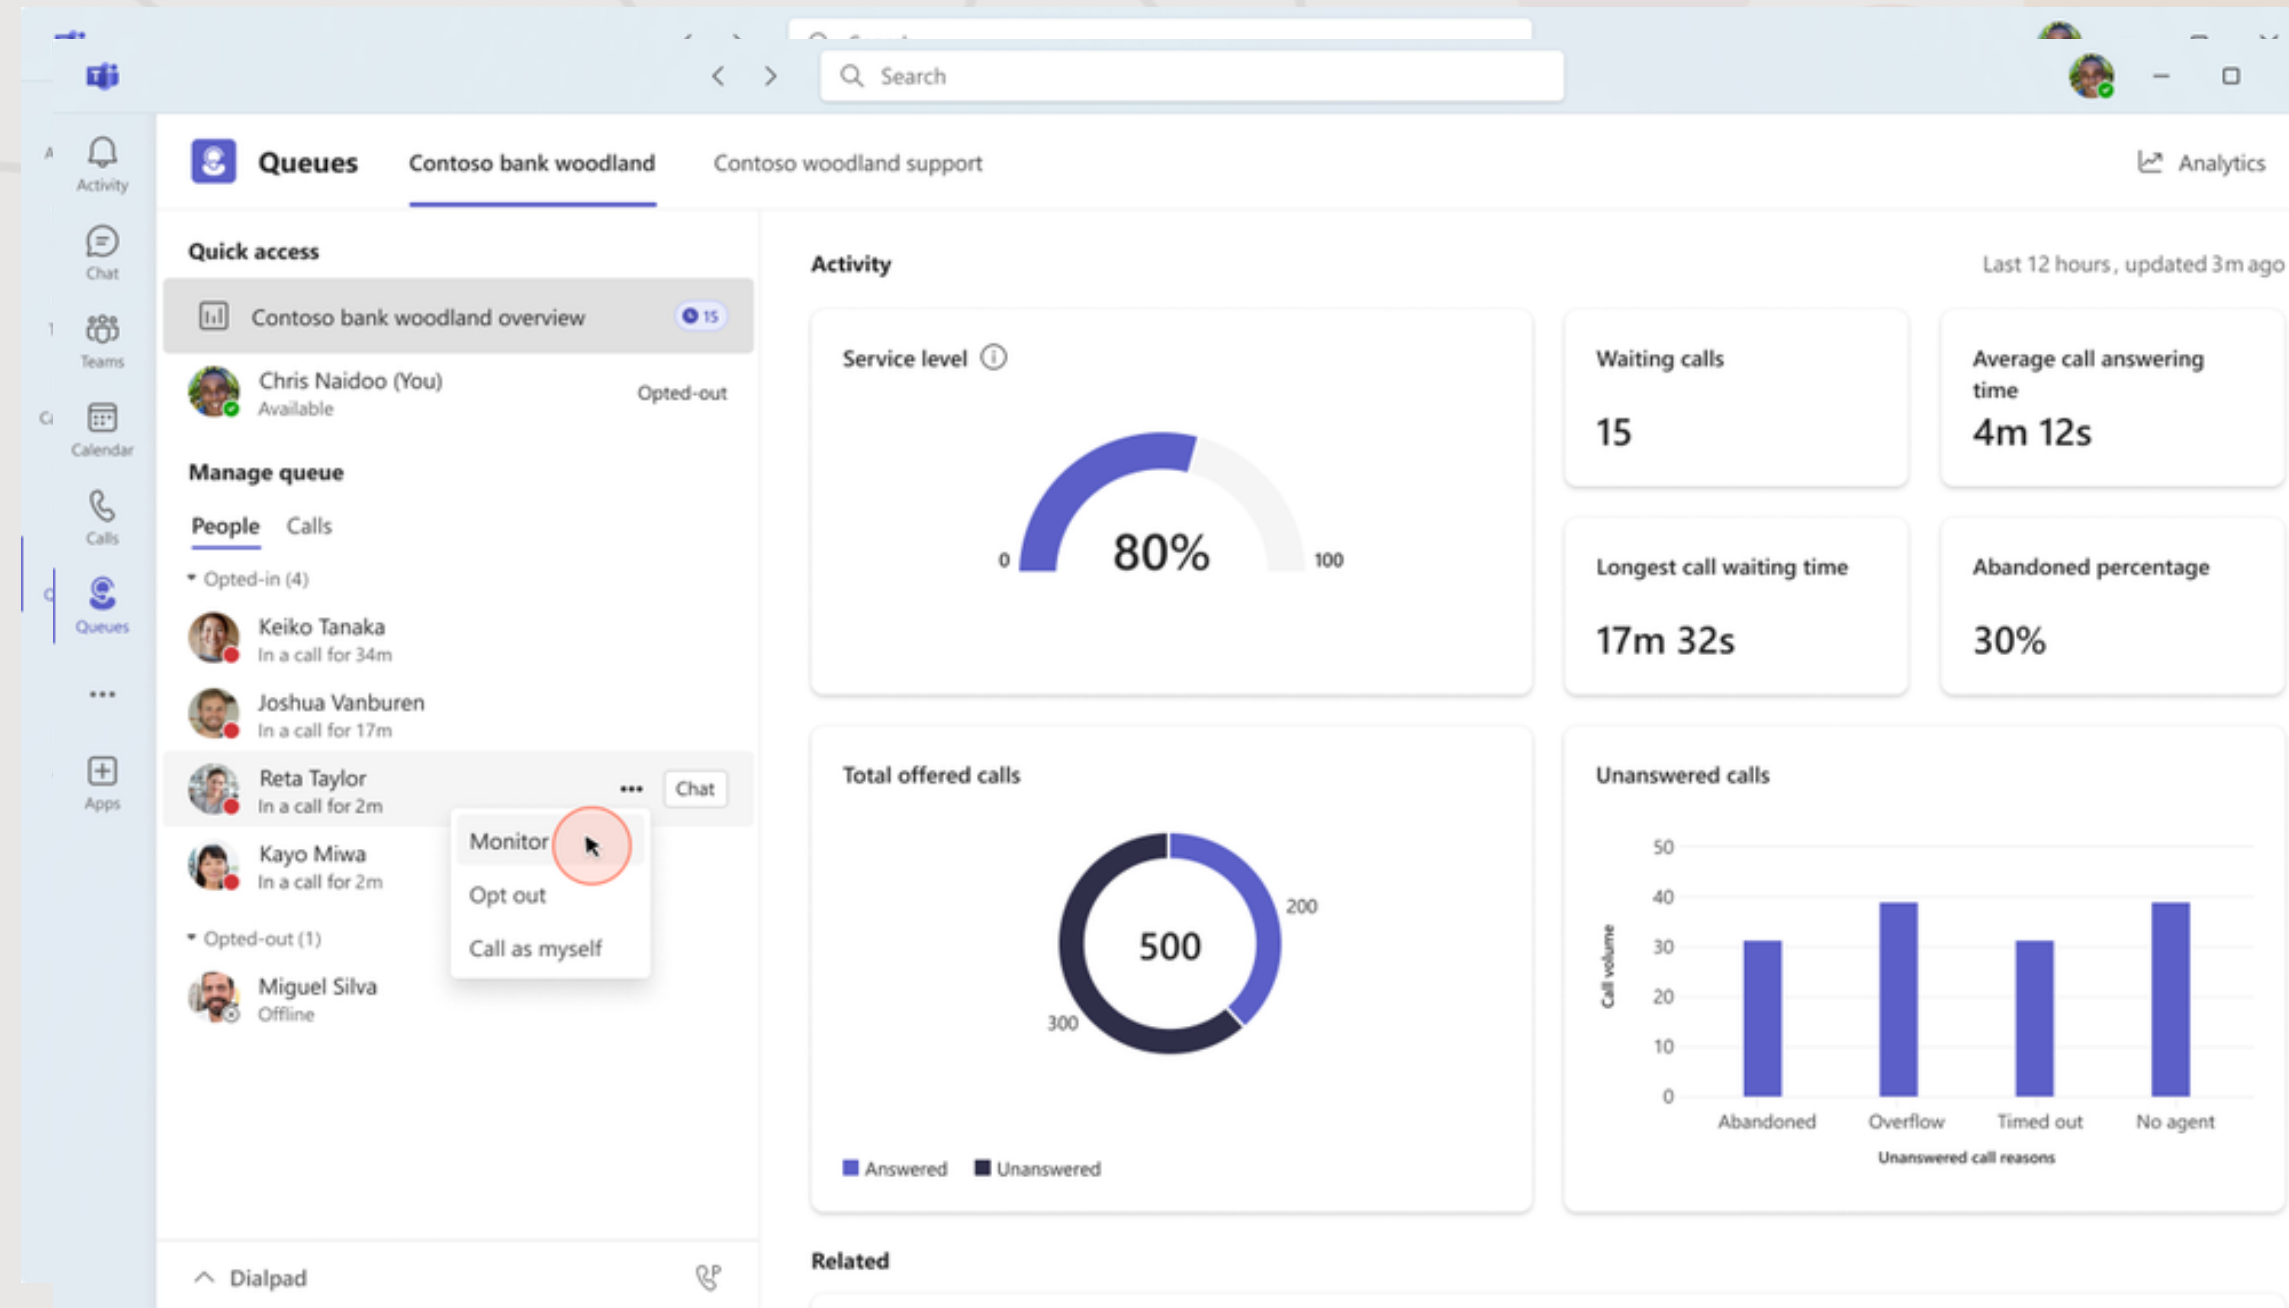 Search
Activity
Chat
Teams
Calendar
Calls
Queues
Apps
Queues
Contoso bank woodland
Contoso woodland support
Analytics
Quick access
Contoso bank woodland overview
15
Chris Naidoo (You)
Available
Opted-out
Manage queue
People
Calls
Opted-in (4)
Keiko Tanaka
In a call for 34m
Joshua Vanburen
In a call for 17m
Reta Taylor
In a call for 2m
Chat
Monitor
Opt out
Call as myself
Kayo Miwa
In a call for 2m
Opted-out (1)
Miguel Silva
Offline
Dialpad
Activity
Last 12 hours, updated 3m ago
Service level
0
80%
100
Waiting calls
15
Average call answering
time
4m 12s
Longest call waiting time
17m 32s
Abandoned percentage
30%
Total offered calls
200
500
300
Answered
Unanswered
Unanswered calls
Call volume
50
40
30
20
10
0
Abandoned
Overflow
Timed out
No agent
Unanswered call reasons
Related